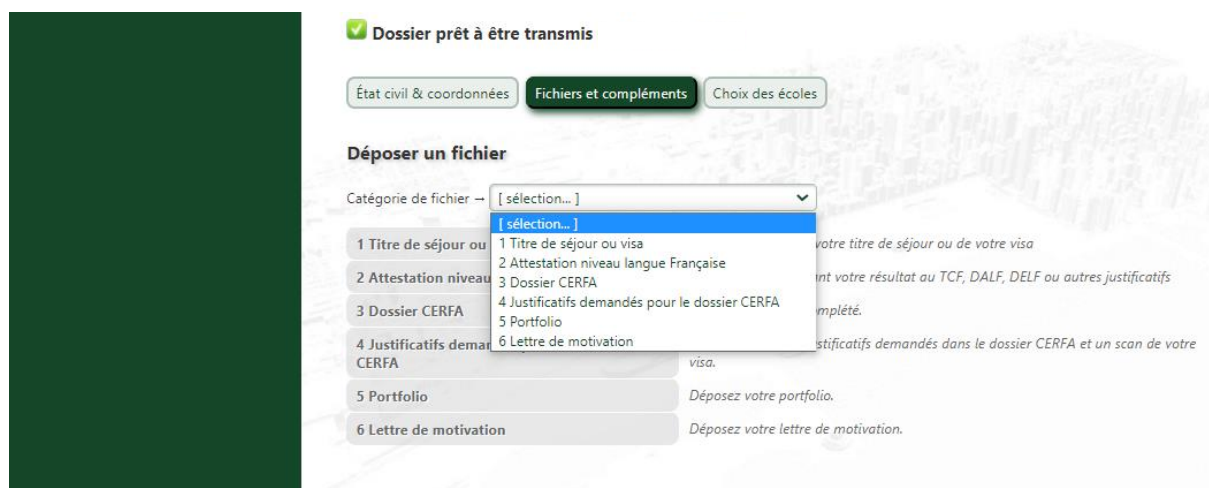 Dossier prêt à être transmis
État civil & coordonnées Fichiers et compléments Choix des écoles
Déposer un fichier
Catégorie de fichier → [ sélection... ]
[ sélection... ]
1 Titre de séjour ou visa
2 Attestation niveau langue Française
3 Dossier CERFA
4 Justificatifs demandés pour le dossier CERFA
5 Portfolio
6 Lettre de motivation
1 Titre de séjour ou votre titre de séjour ou de votre visa
2 Attestation niveau votre résultat au TCF, DALF, DELF ou autres justificatifs
3 Dossier CERFA
4 Justificatifs demandés dans le dossier CERFA et un scan de votre
CERFA visa.
5 Portfolio Déposez votre portfolio.
6 Lettre de motivation Déposez votre lettre de motivation.